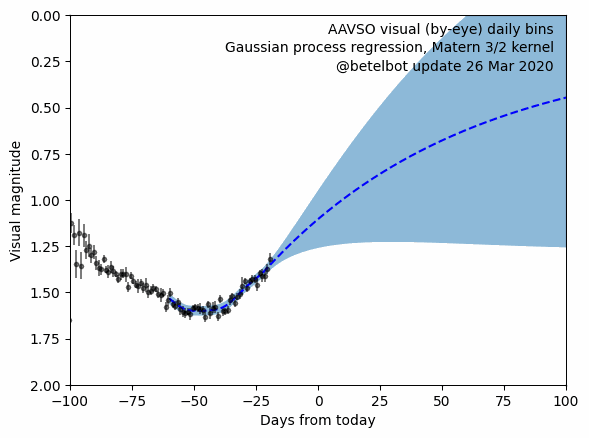 AAVSO visual (by-eye) daily bins
Gaussian process regression, Matern 3/2 kernel
@betelbot update 26 Mar 2020
Visual magnitude
0.00
0.25
0.50
0.75
1.00
1.25
1.50
1.75
2.00
−100 −75 −50 −25 0 25 50 75 100
Days from today